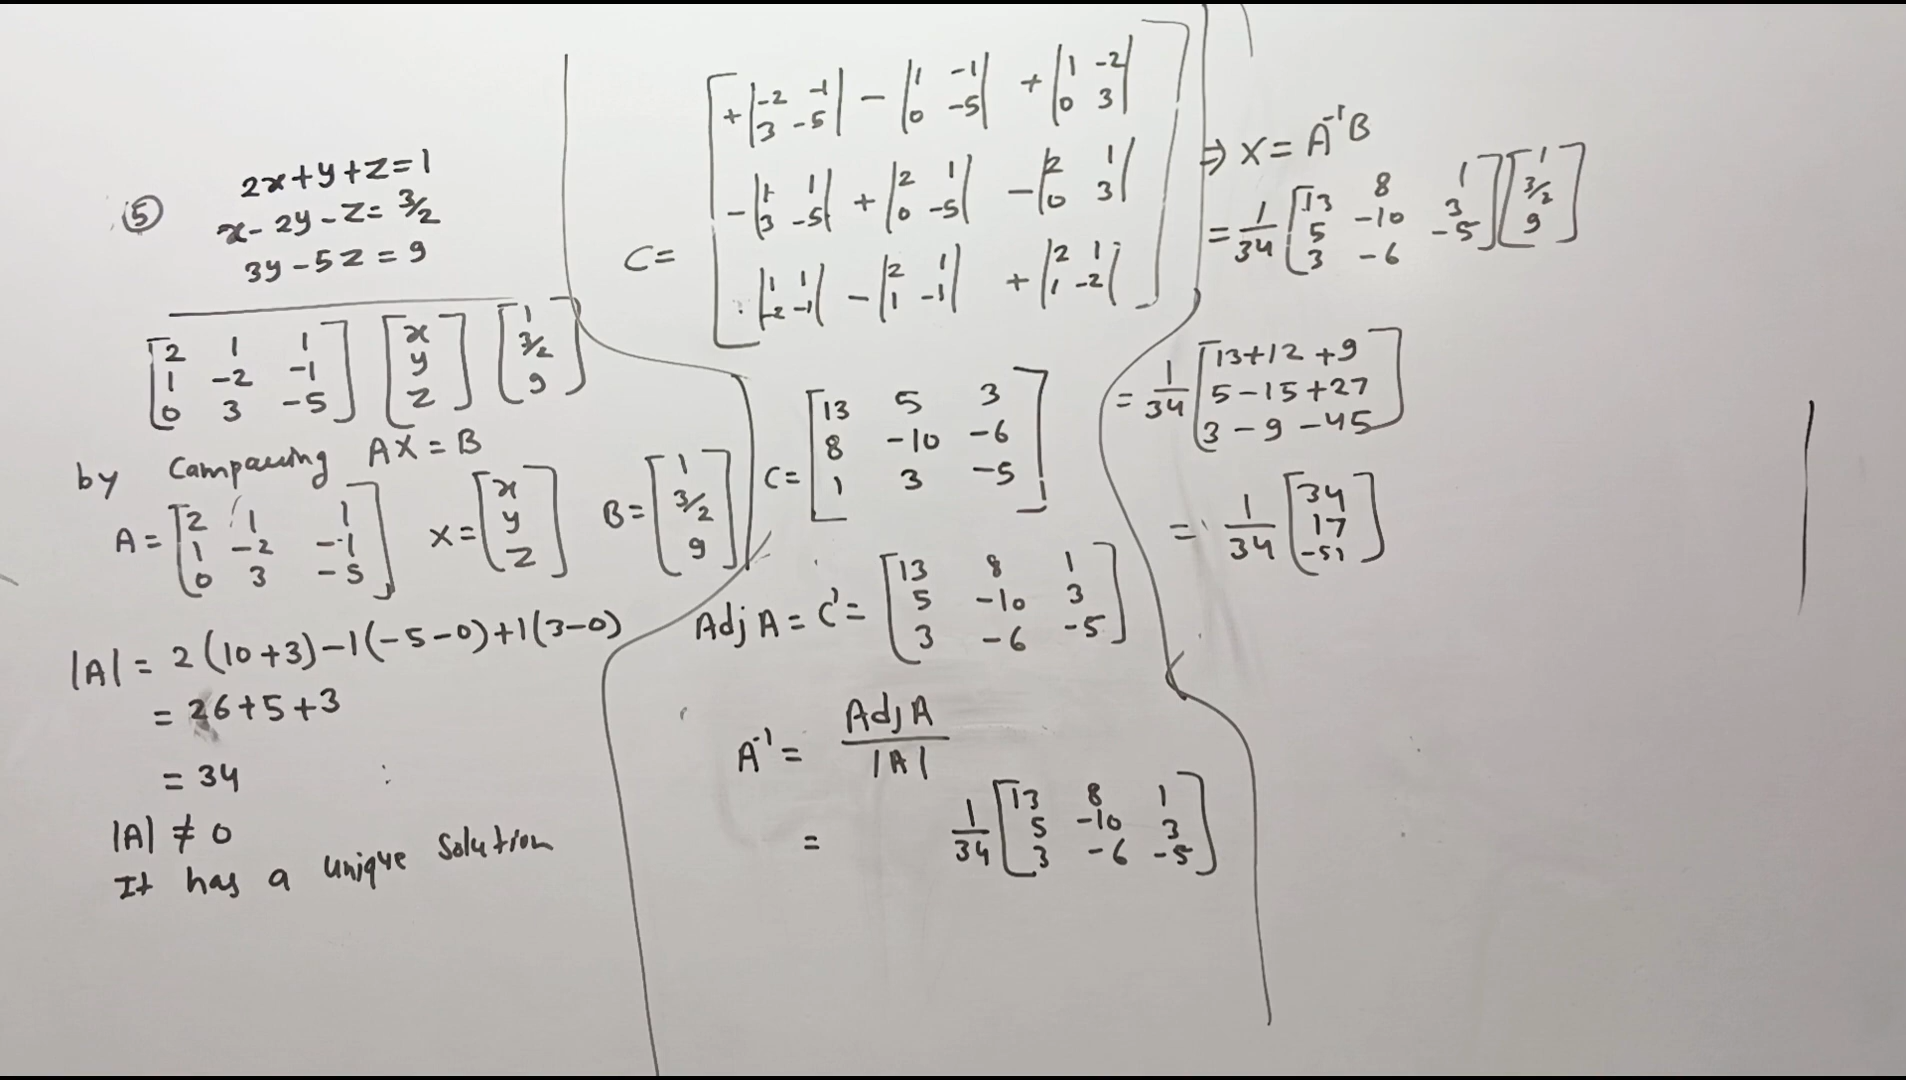 ⑤ 2x+y+z=1
x-2y-z=3/2
3y-5z=9
[2 1 1] [x] [1]
[1 -2 -1] [y] [3/2]
[0 3 -5] [z] [9]
by Campawing AX=B
A= [2 1 1] X= [x] B= [1]
[1 -2 -1] [y] [3/2]
[0 3 -5] [z] [9]
|A| = 2(10+3)-1(-5-0)+1(3-0)
= 26+5+3
= 34
|A| ≠ 0
It has a unique solution
C= [+|-2 -1| -|1 -1| +|1 -2|]
|3 -5| |0 -5| |0 3|
-|1 1| +|2 1| -|2 1|
|3 -5| |0 -5| |0 3|
|1 1| -|2 1| +|2 1|
|-2 -1| |1 -1| |1 -2|
C= [13 5 3]
[8 -10 -6]
[1 3 -5]
Adj A = C' = [13 8 1]
[5 -10 3]
[3 -6 -5]
A⁻¹ = Adj A
|A|
= 1/34 [13 8 1]
[5 -10 3]
[3 -6 -5]
⇒ X = A⁻¹B
= 1/34 [13 8 1] [1]
[5 -10 3] [3/2]
[3 -6 -5] [9]
= 1/34 [13+12+9]
[5-15+27]
[3-9-45]
= 1/34 [34]
[17]
[-51]